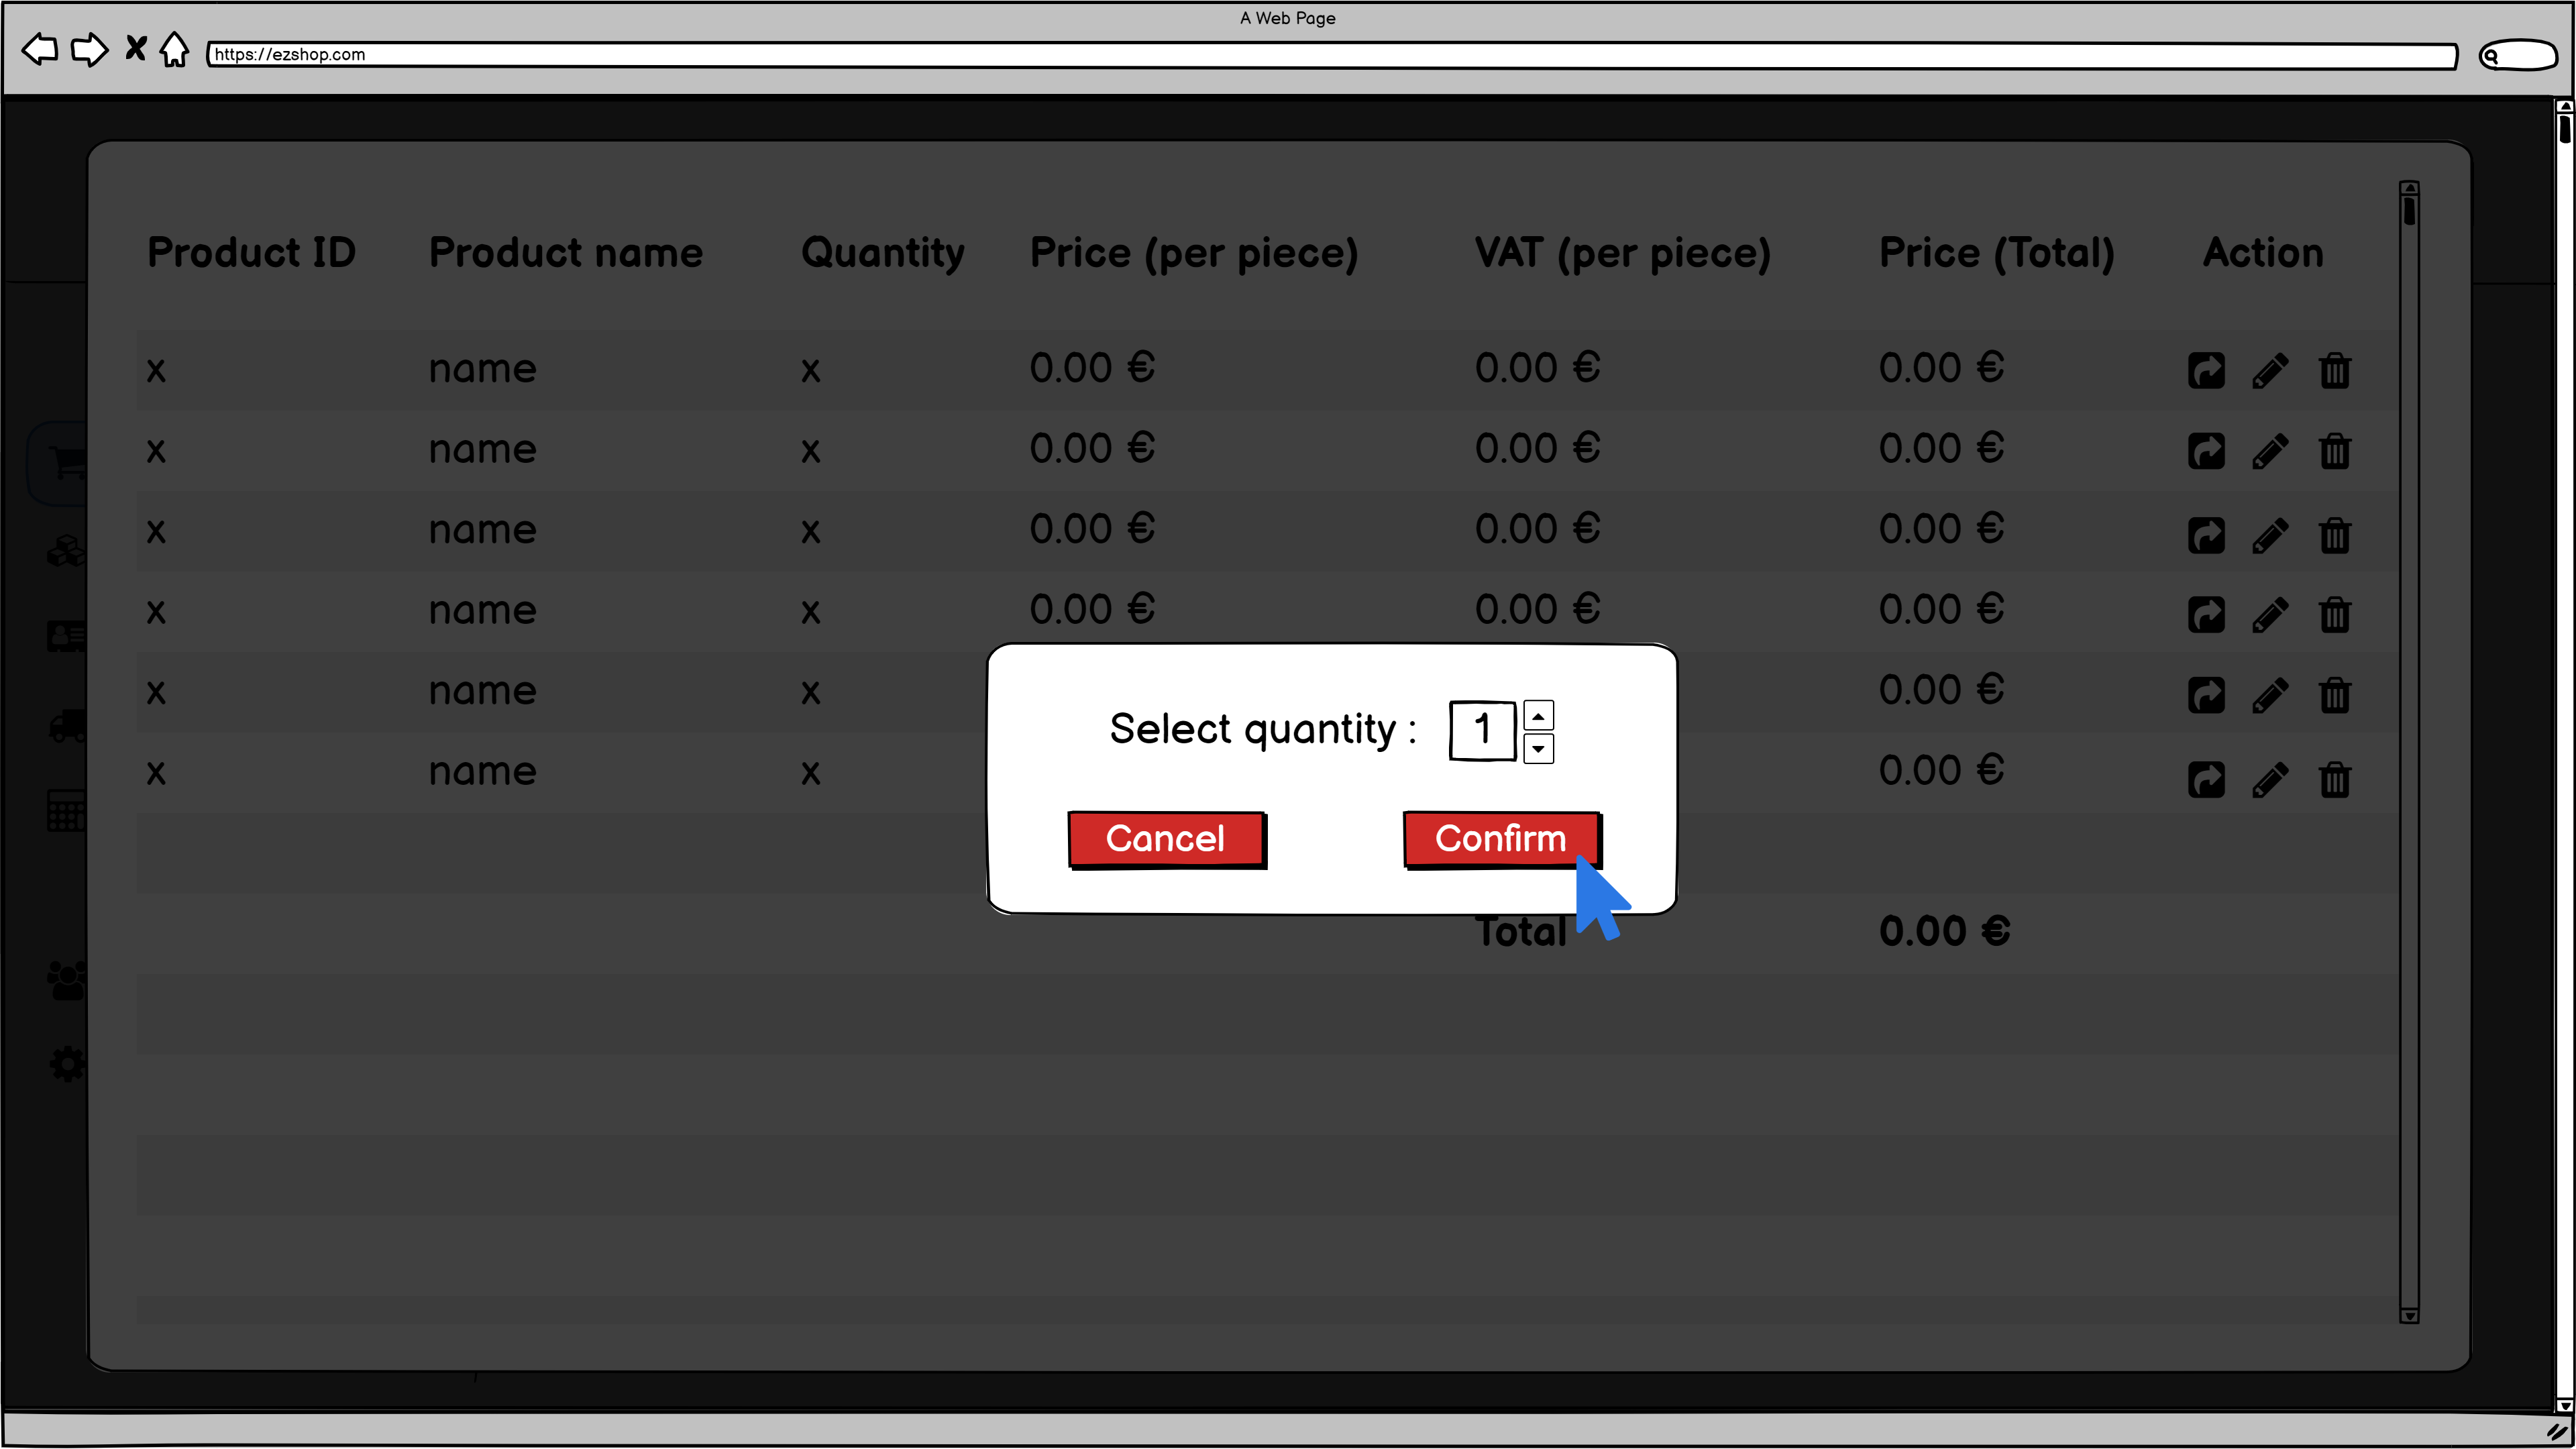 A Web Page
https://ezshop.com
Product ID Product name Quantity Price (per piece) VAT (per piece) Price (Total) Action
x name x 0.00 € 0.00 € 0.00 €
x name x 0.00 € 0.00 € 0.00 €
x name x 0.00 € 0.00 € 0.00 €
x name x 0.00 € 0.00 € 0.00 €
x name x 0.00 €
Select quantity : 1
x name x 0.00 €
Cancel Confirm
Total 0.00 €